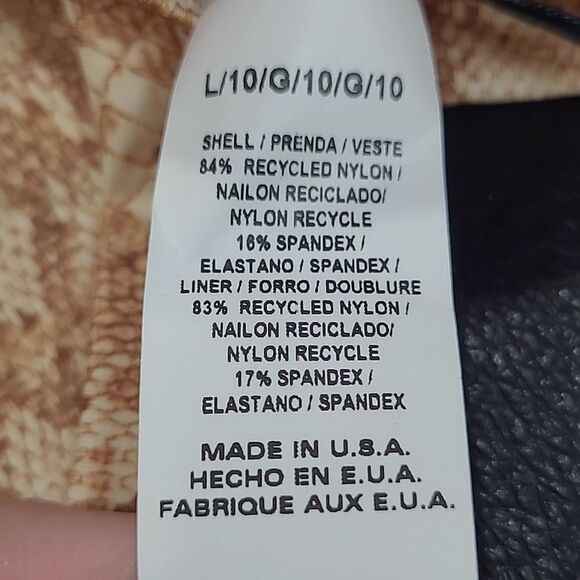 L/10/G/10/G/10
SHELL / PRENDA / VESTE
84% RECYCLED NYLON /
NAILON RECICLADO/
NYLON RECYCLE
16% SPANDEX /
ELASTANO / SPANDEX /
LINER / FORRO / DOUBLURE
83% RECYCLED NYLON /
NAILON RECICLADO/
NYLON RECYCLE
17% SPANDEX /
ELASTANO / SPANDEX
MADE IN U.S.A.
HECHO EN E.U.A.
FABRIQUE AUX E.U.A.